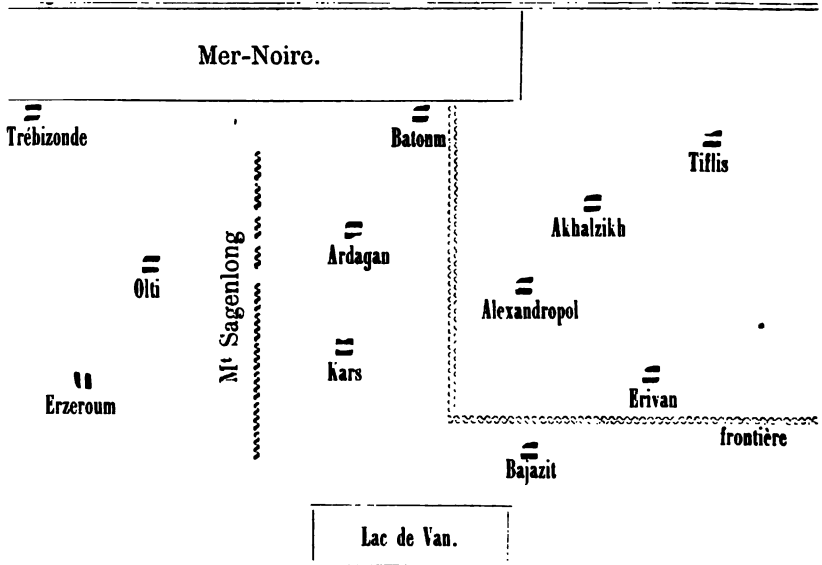 Mer-Noire.
Trébizonde
Batoum
Tiflis
Akhalzikh
Ardagan
Olti
Mt Sagenlong
Alexandropol
Kars
Erzeroum
Erivan
frontière
Bajazit
Lac de Van.